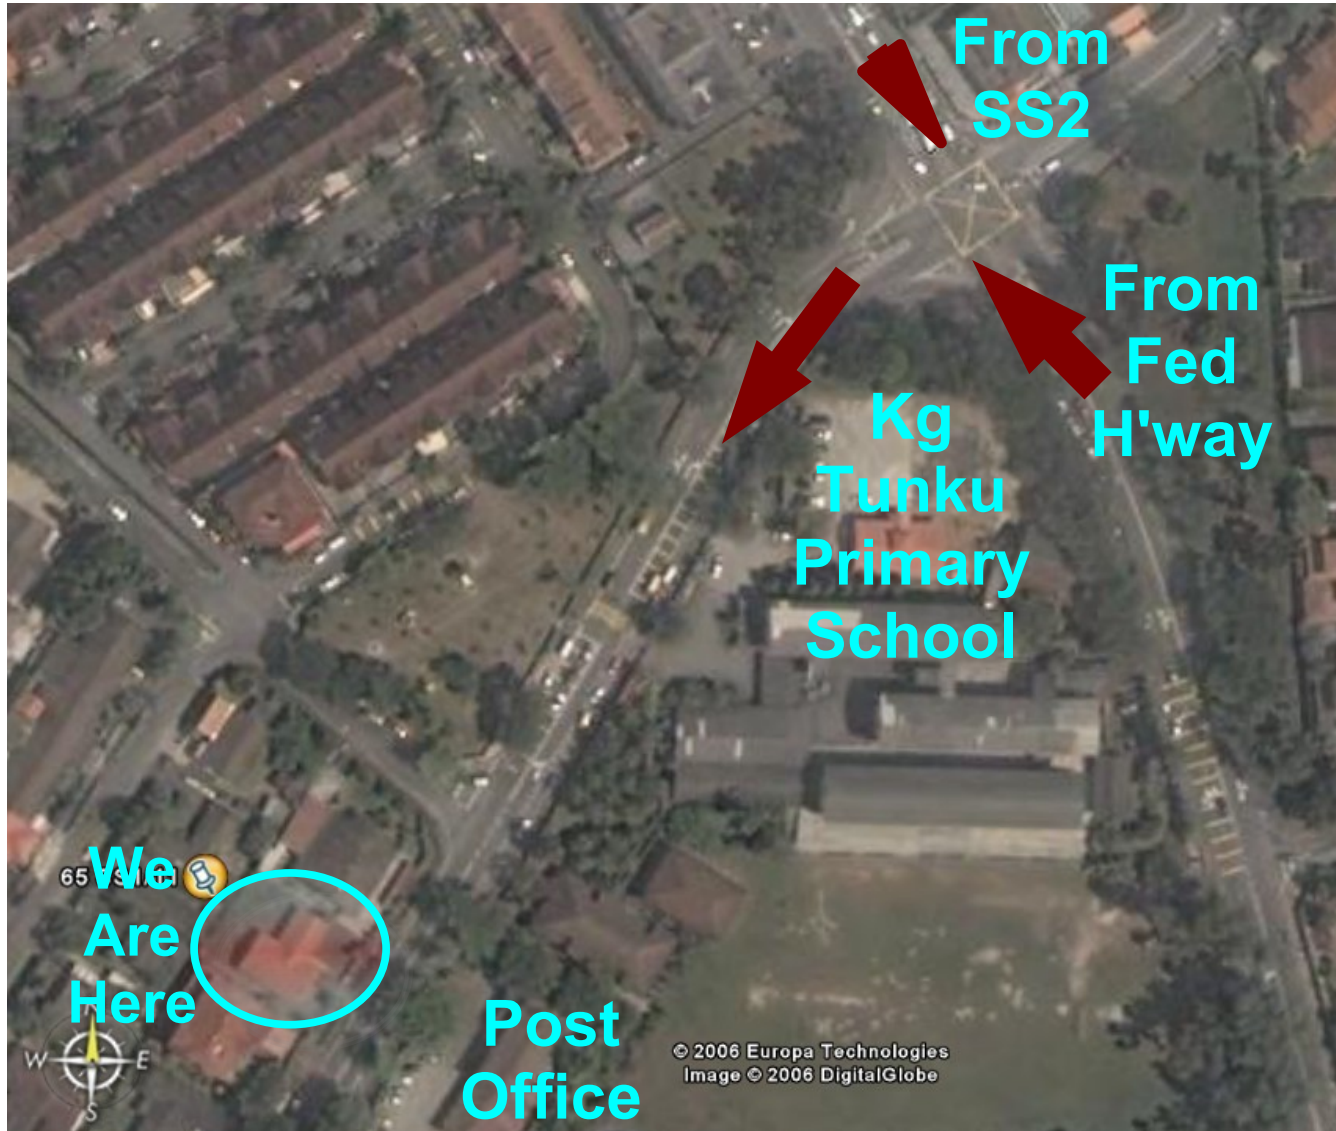 From
SS2
From
Fed
H'way
Kg
Tunku
Primary
School
We
65
Are
Here
Post
Office
W
E
S
© 2006 Europa Technologies
Image © 2006 DigitalGlobe